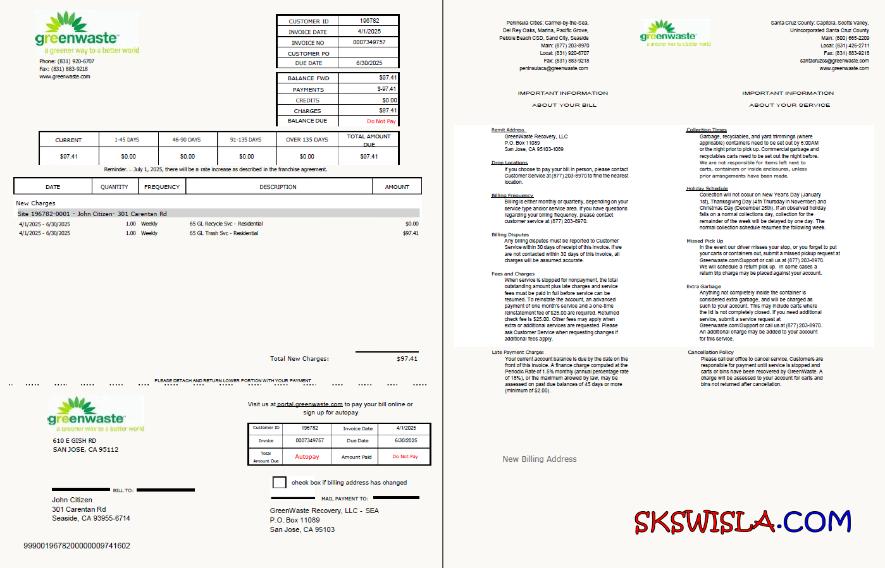 greenwaste
a greener way to a better world
Phone: (831) 920-6707
Fax: (831) 883-9218
www.greenwaste.com
CUSTOMER ID 196782
INVOICE DATE 4/1/2025
INVOICE NO 0007349757
CUSTOMER PO
DUE DATE 6/30/2025
BALANCE FWD $97.41
PAYMENTS $-97.41
CREDITS $0.00
CHARGES $97.41
BALANCE DUE Do Not Pay
CURRENT 1-45 DAYS 46-90 DAYS 91-135 DAYS OVER 135 DAYS TOTAL AMOUNT DUE
$97.41 $0.00 $0.00 $0.00 $0.00 $97.41
Reminder... July 1, 2025, there will be a rate increase as described in the franchise agreement.
DATE QUANTITY FREQUENCY DESCRIPTION AMOUNT
New Charges
Site 196782-0001 - John Citizen- 301 Carentan Rd
4/1/2025 - 6/30/2025 1.00 Weekly 65 GL Recycle Svc - Residential $0.00
4/1/2025 - 6/30/2025 1.00 Weekly 65 GL Trash Svc - Residential $97.41
Total New Charges: $97.41
PLEASE DETACH AND RETURN LOWER PORTION WITH YOUR PAYMENT
greenwaste
a greener way to a better world
610 E GISH RD
SAN JOSE, CA 95112
Visit us at portal.greenwaste.com to pay your bill online or
sign up for autopay.
Customer ID 196782 Invoice Date 4/1/2025
Invoice 0007349757 Due Date 6/30/2025
Total Amount Due Autopay Amount Paid Do Not Pay
check box if billing address has changed
BILL TO:
John Citizen
301 Carentan Rd
Seaside, CA 93955-6714
MAIL PAYMENT TO:
GreenWaste Recovery, LLC - SEA
P.O. Box 11089
San Jose, CA 95103
9990019678200000009741602
Peninsula Cities: Carmel-by-the-Sea,
Del Rey Oaks, Marina, Pacific Grove,
Pebble Beach CSD, Sand City, Seaside
Main: (877) 203-8970
Local: (831) 920-6707
Fax: (831) 883-9218
www.greenwaste.com
greenwaste
a greener way to a better world
Santa Cruz County: Capitola, Scotts Valley,
Unincorporated Santa Cruz County
Local: (831) 426-2711
Fax: (831) 883-9218
www.greenwaste.com
IMPORTANT INFORMATION
ABOUT YOUR BILL
Remit Address
GreenWaste Recovery, LLC
P.O. Box 11089
San Jose, CA 95103-1089
Drop Locations
If you choose to pay your bill in person, please contact
Customer Service at (877) 203-8970 to find the nearest
location.
Billing Frequency
Billing is either monthly or quarterly, depending on your
service type and/or service area. If you have questions
regarding your billing frequency, please contact
customer service at (877) 203-8970.
Billing Disputes
Any billing disputes must be reported to Customer
Service within 30 days of receipt of this invoice. If we
are not contacted within 30 days of this invoice, all
charges will be assumed accurate.
Fees and Charges
When service is stopped for nonpayment, the total
outstanding amount plus late charges and service
fees must be paid in full before service can be
resumed. To reinstate the account, an advanced
payment of one month's service and a one-time
reinstatement fee of $25.00 are required. Returned
check fee is $25.00. Other fees may apply when
extra or additional services are requested. Please
ask Customer Service when requesting changes if
additional fees apply.
Late Payment Charge:
Your current account balance is due by the date on the
front of this invoice. A finance charge computed at the
Periodic Rate of 1.5% monthly (annual percentage rate
of 18%), or the maximum allowed by law, may be
assessed on past due balances of 45 days or more
(minimum of $2.00).
IMPORTANT INFORMATION
ABOUT YOUR SERVICE
Collection Times
Garbage, recyclables, and yard trimmings (where
applicable) containers need to be set out by 6:00AM
or the night prior to pick up. Commercial garbage and
recyclables carts need to be set out the night before.
We are not responsible for items left next to
carts, containers or inside enclosures, unless
prior arrangements have been made.
Holiday Schedule
Collection will not occur on New Year's Day (January
1st), Thanksgiving Day (4th Thursday in November) and
Christmas Day (December 25th). If an observed holiday
falls on a normal collections day, collection for the
remainder of the week will be delayed by one day. The
normal collection schedule resumes the following week.
Missed Pick Up
In the event our driver misses your stop, or you forget to put
your carts or containers out, submit a missed pickup request at
Greenwaste.com/Support or call us at (877) 203-8970.
We will schedule a return pick up. In some cases a
return trip charge may be placed against your account.
Extra Garbage
Anything not completely inside the container is
considered extra garbage, and will be charged as
such to your account. This may include carts where
the lid is not completely closed. If you need additional
service, submit a service request at
Greenwaste.com/Support or call us at (877) 203-8970.
An additional charge may be added to your account
for this service.
Cancellation Policy
Please call our office to cancel service. Customers are
responsible for payment until service is stopped and
carts or bins have been recovered by GreenWaste. A
charge will be assessed to your account for carts and
bins not returned after cancellation.
New Billing Address
SKSWISLA.COM